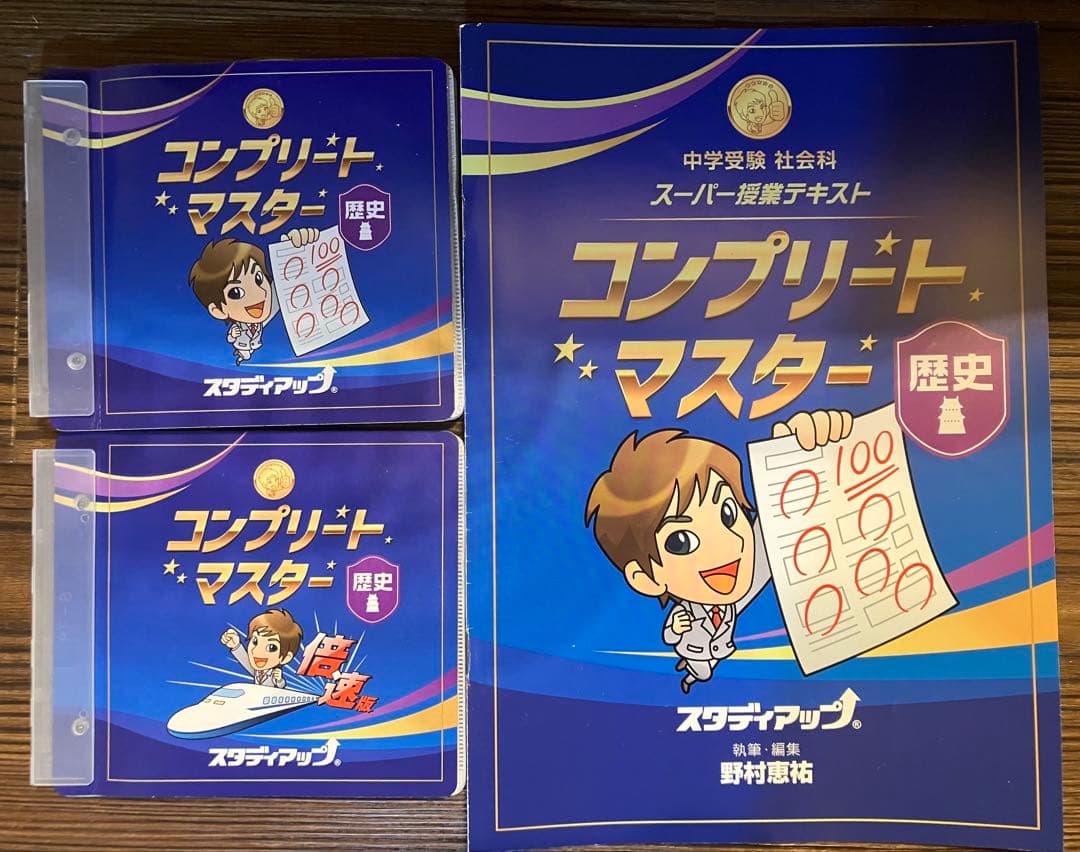 コンプリート
マスター
歴史
100
スタディアップ®
コンプリート
マスター
歴史
倍速版
スタディアップ®
中学受験 社会科
スーパー授業テキスト
コンプリート
マスター
歴史
100
スタディアップ®
執筆・編集
野村恵祐